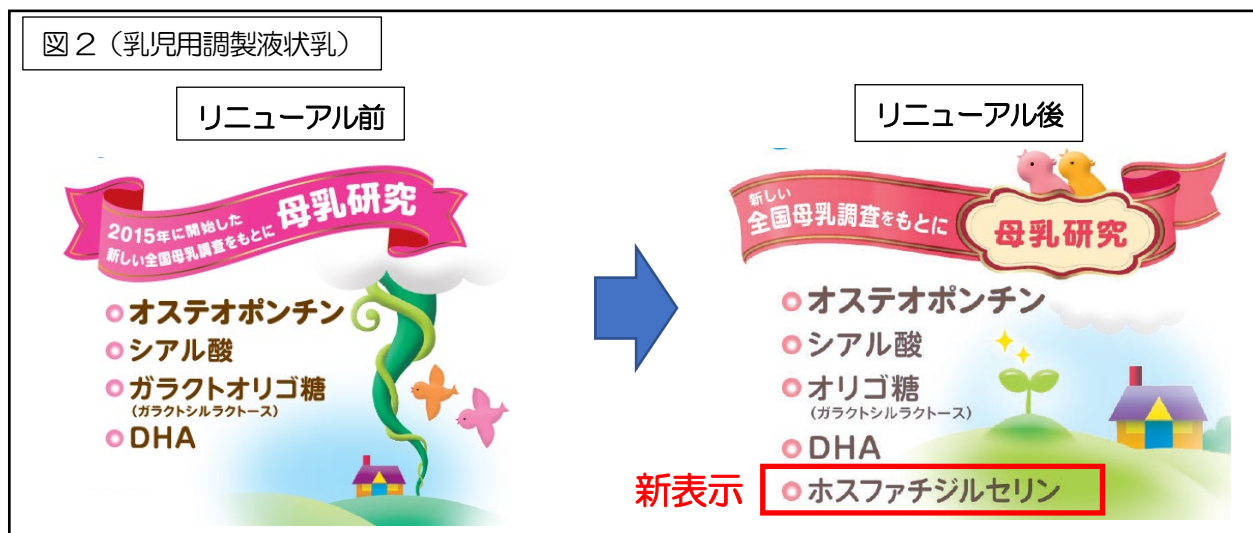 図２（乳児用調製液状乳）
リニューアル前
2015年に開始した
新しい全国母乳調査をもとに
母乳研究
オステオポンチン
シアル酸
ガラクトオリゴ糖
（ガラクトシルラクトース）
DHA
リニューアル後
新しい
全国母乳調査をもとに
母乳研究
オステオポンチン
シアル酸
オリゴ糖
（ガラクトシルラクトース）
DHA
新表示
ホスファチジルセリン